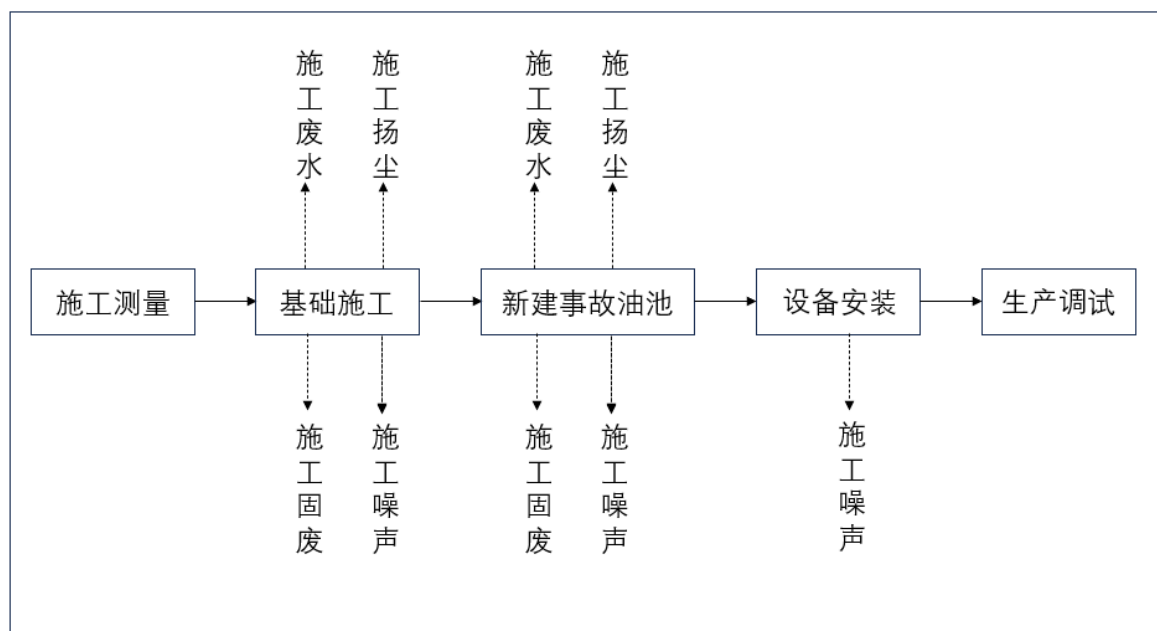 施工废水
施工扬尘
施工废水
施工扬尘
施工测量
基础施工
新建事故油池
设备安装
生产调试
施工固废
施工噪声
施工固废
施工噪声
施工噪声